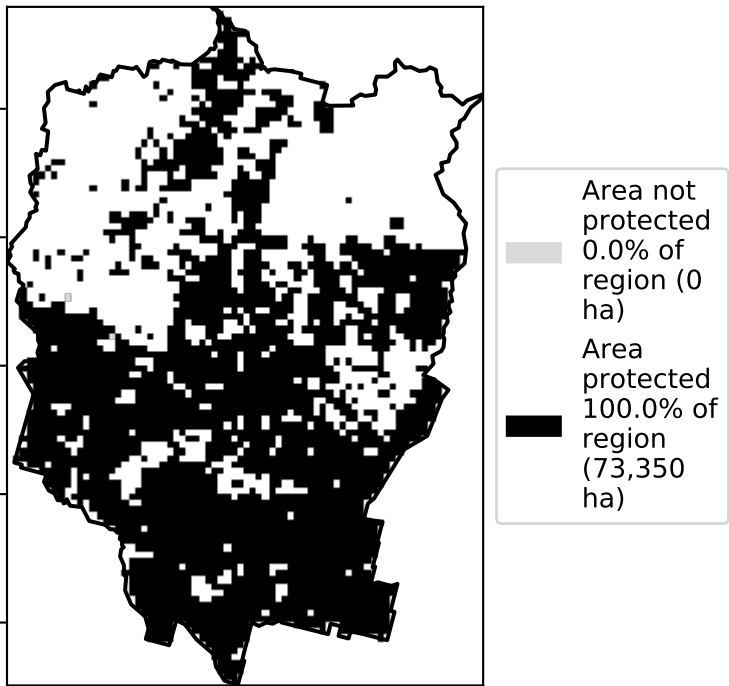 Area not
protected
0.0% of
region (0
ha)
Area
protected
100.0% of
region
(73,350
ha)